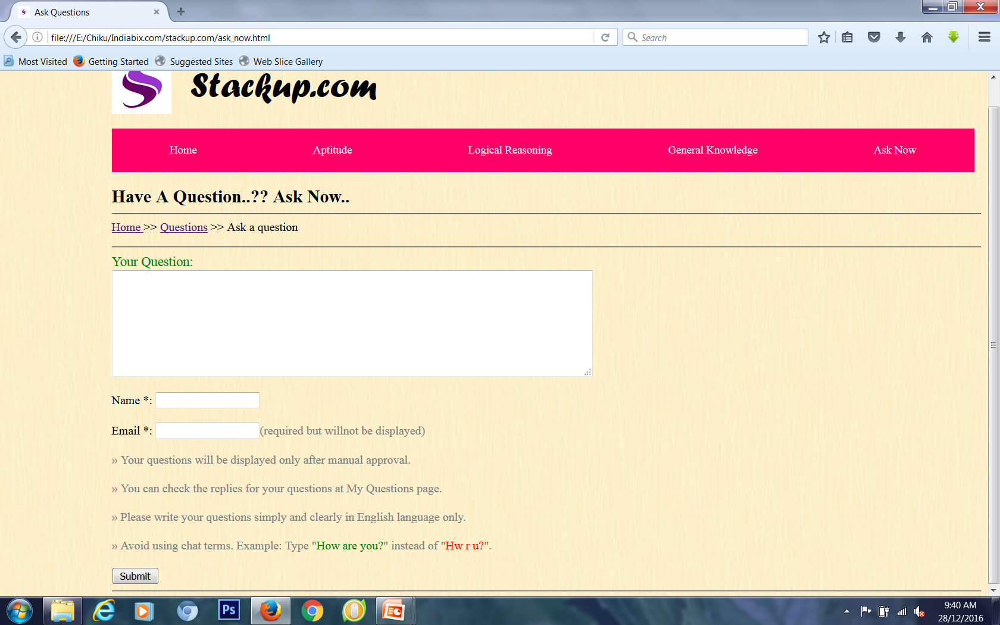 Ask Questions
file:///E:/Chiku/Indiabix.com/stackup.com/ask_now.html
Search
Most Visited Getting Started Suggested Sites Web Slice Gallery
Stackup.com
Home Aptitude Logical Reasoning General Knowledge Ask Now
Have A Question..?? Ask Now..
Home >> Questions >> Ask a question
Your Question:
Name *:
Email *: (required but willnot be displayed)
» Your questions will be displayed only after manual approval.
» You can check the replies for your questions at My Questions page.
» Please write your questions simply and clearly in English language only.
» Avoid using chat terms. Example: Type "How are you?" instead of "Hw r u?".
Submit
Ps
9:40 AM
28/12/2016